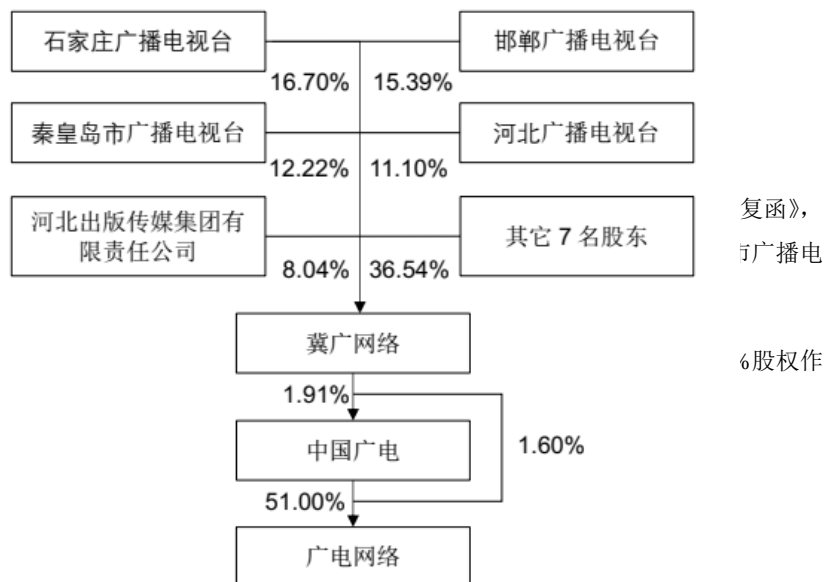 石家庄广播电视台
邯郸广播电视台
16.70%
15.39%
秦皇岛市广播电视台
河北广播电视台
12.22%
11.10%
河北出版传媒集团有
限责任公司
其它 7 名股东
复函》，
市广播电
8.04%
36.54%
冀广网络
%股权作
1.91%
中国广电
1.60%
51.00%
广电网络